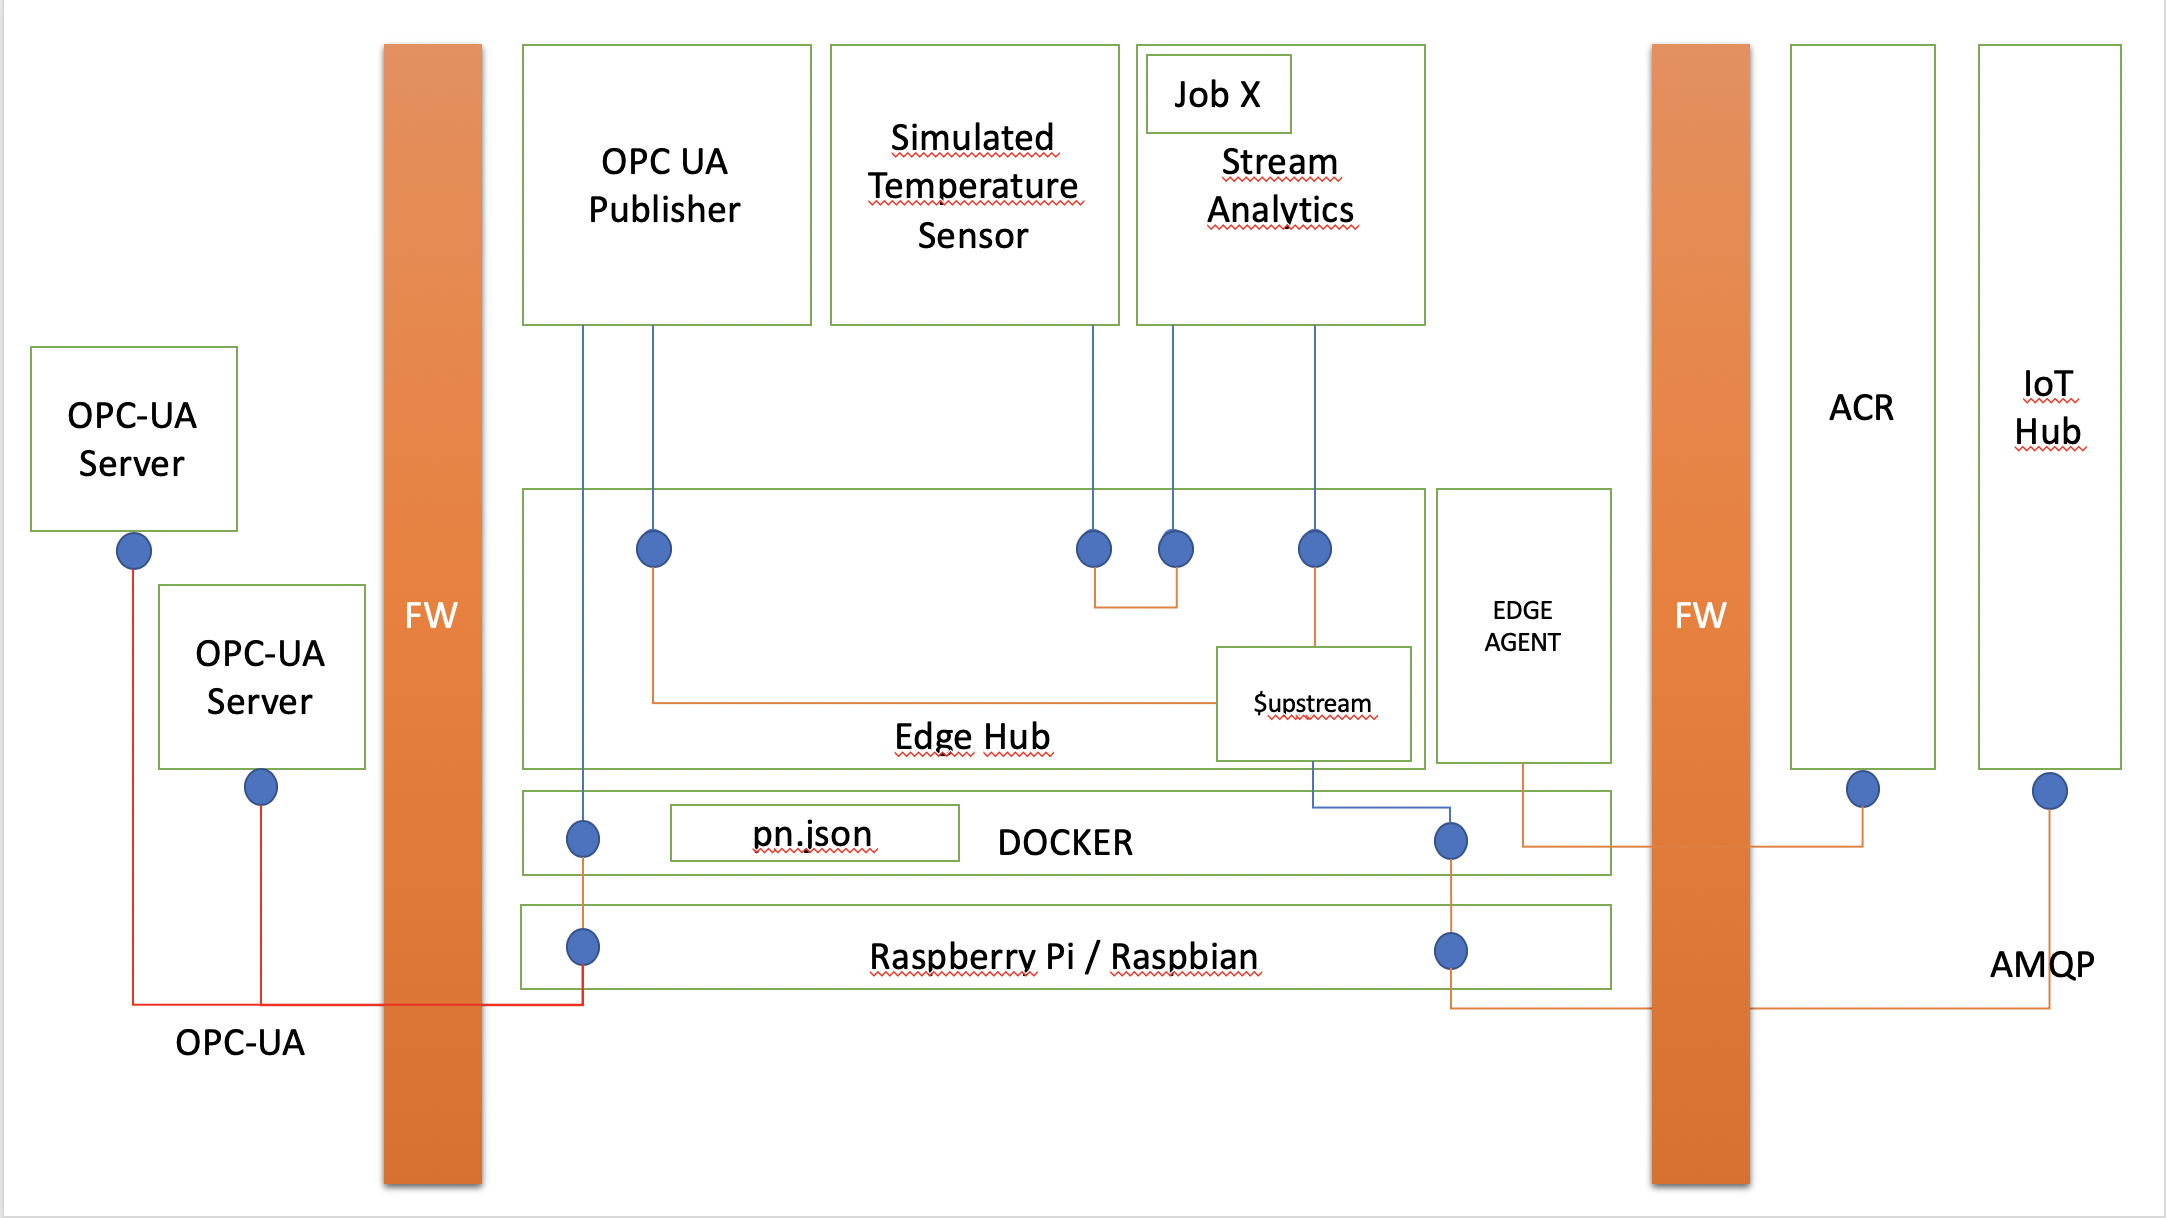 OPC UA
Publisher
Simulated
Temperature
Sensor
Job X
Stream
Analytics
OPC-UA
Server
OPC-UA
Server
FW
Edge Hub
$upstream
EDGE
AGENT
pn.json
DOCKER
Raspberry Pi / Raspbian
OPC-UA
FW
ACR
IoT
Hub
AMQP